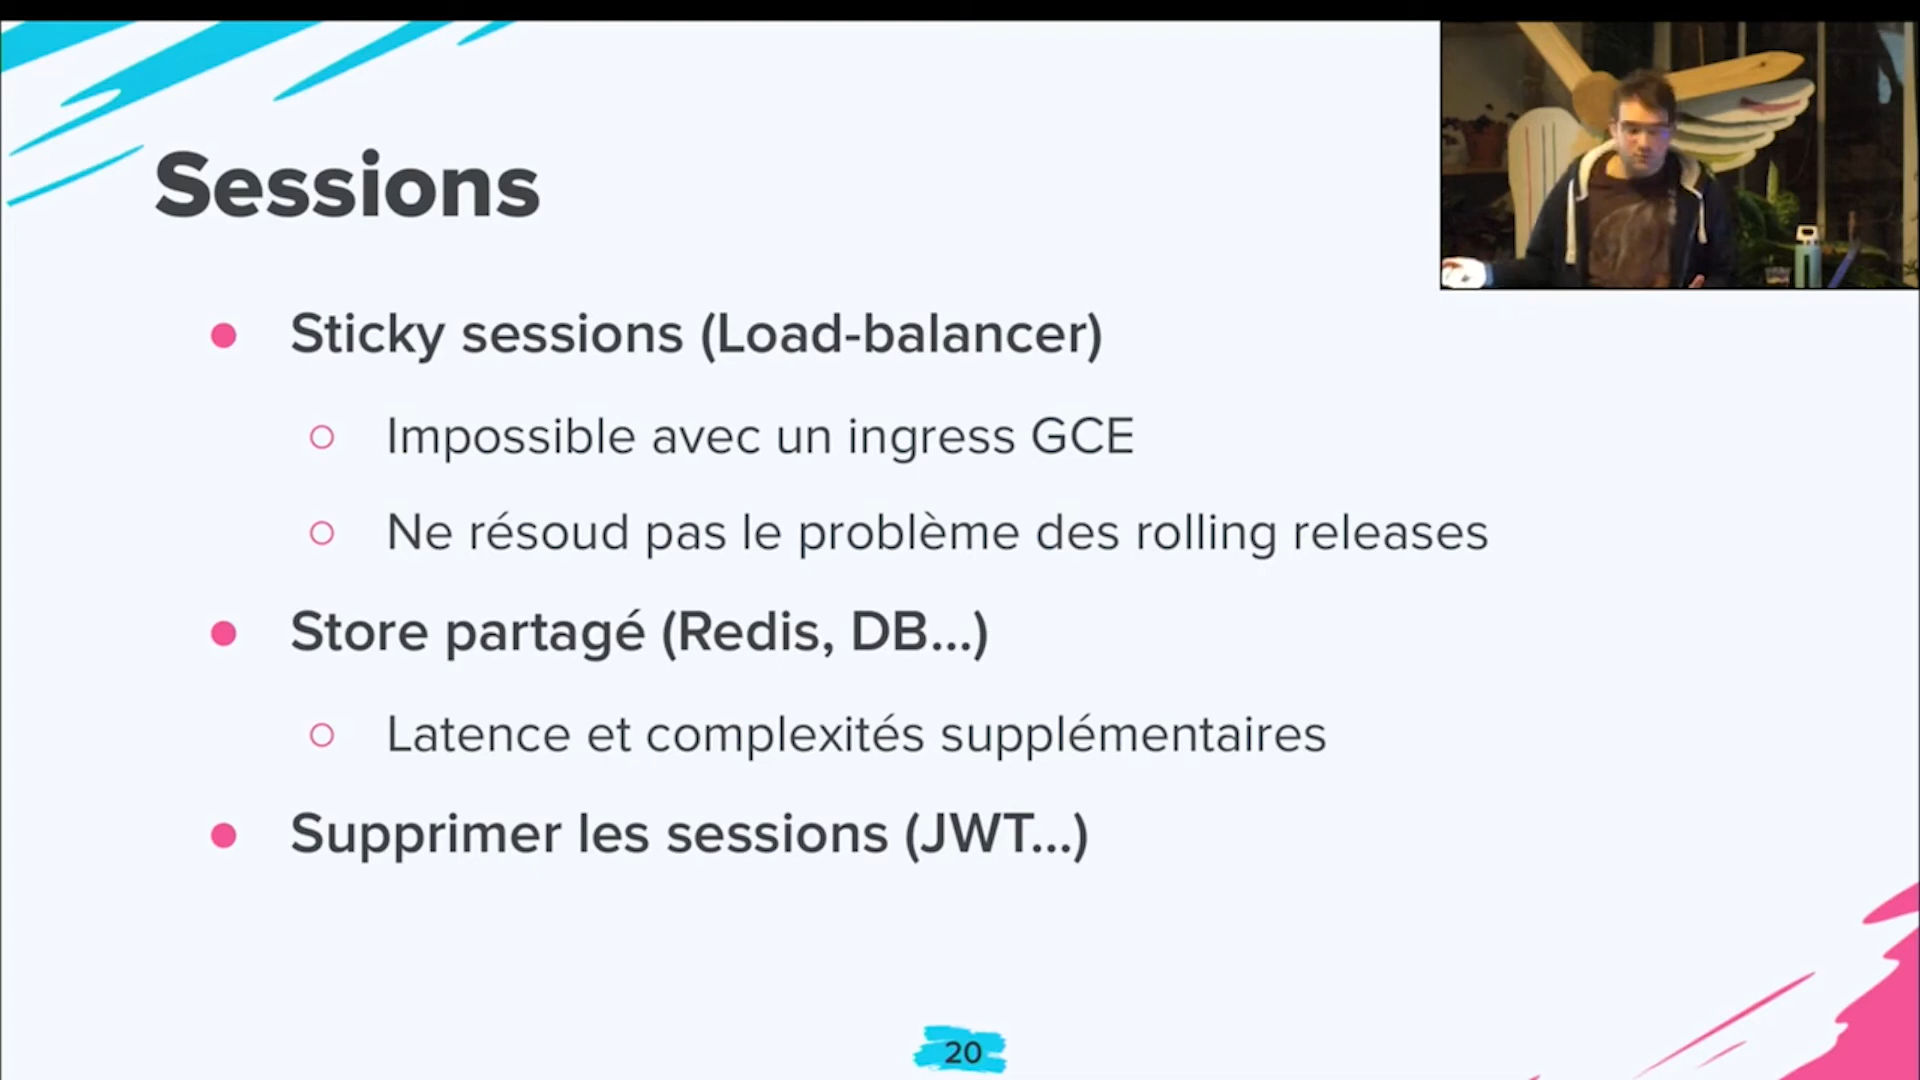 Sessions
Sticky sessions (Load-balancer)
Impossible avec un ingress GCE
Ne résoud pas le problème des rolling releases
Store partagé (Redis, DB...)
Latence et complexités supplémentaires
Supprimer les sessions (JWT...)
20